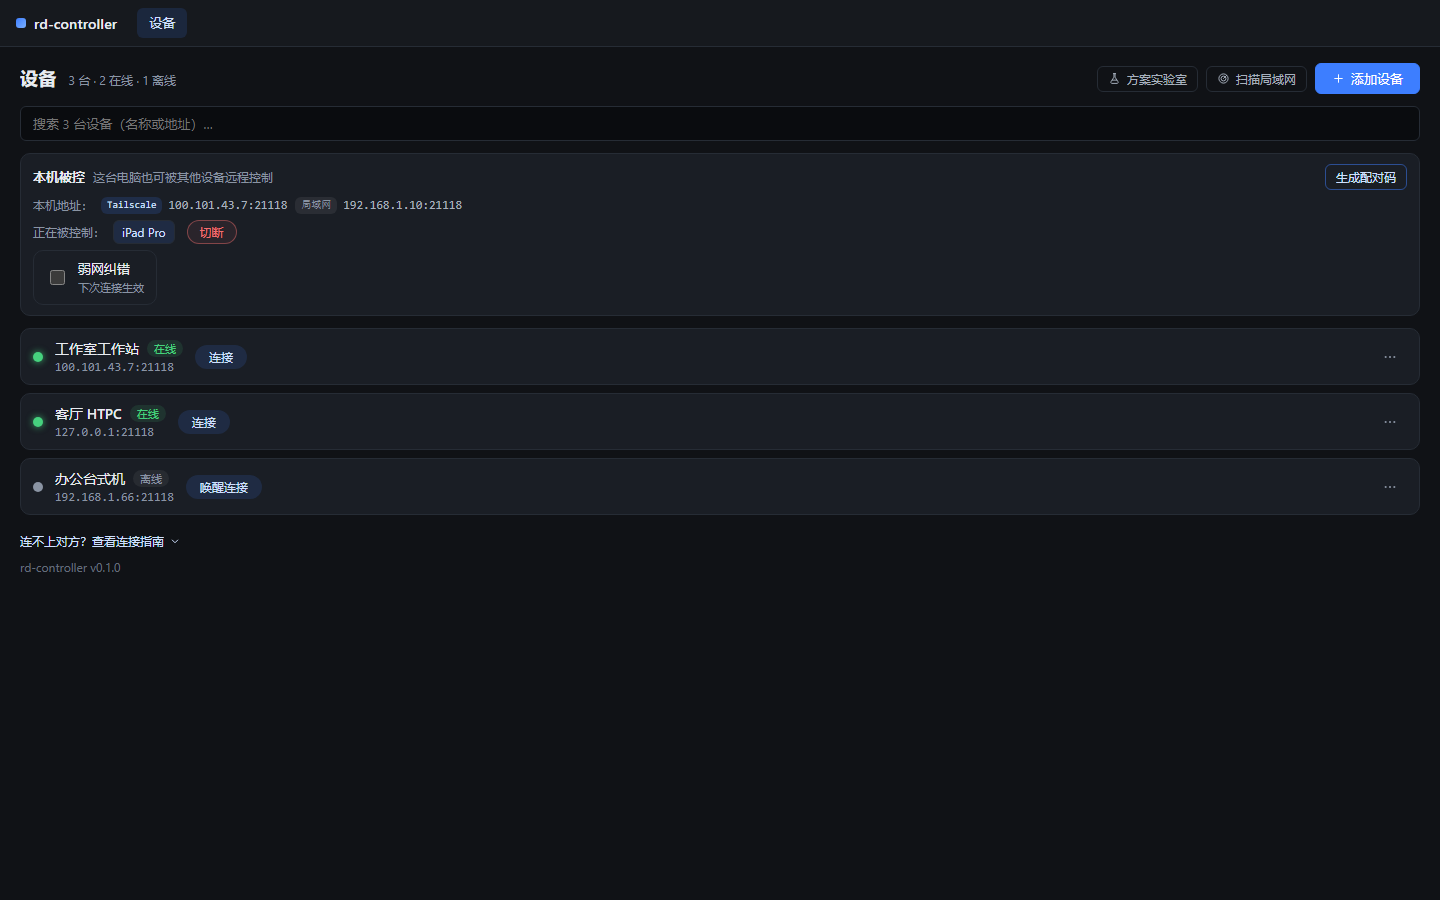 rd-controller 设备
设备 3 台 · 2 在线 · 1 离线 方案实验室 扫描局域网 + 添加设备
搜索 3 台设备（名称或地址）...
本机被控 这台电脑也可被其他设备远程控制 生成配对码
本机地址： Tailscale 100.101.43.7:21118 局域网 192.168.1.10:21118
正在被控制： iPad Pro 切断
弱网纠错
下次连接生效
工作室工作站 在线 连接 ···
100.101.43.7:21118
客厅 HTPC 在线 连接 ···
127.0.0.1:21118
办公台式机 离线 唤醒连接 ···
192.168.1.66:21118
连不上对方？查看连接指南
rd-controller v0.1.0